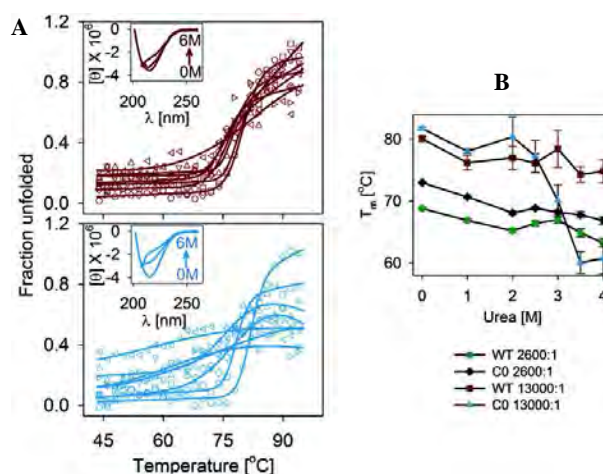 A
1.2
0.8
0.4
0.0
[θ] X 10⁶
0
-2
-4
6M
0M
200
260
λ [nm]
Fraction unfolded
1.2
0.8
0.4
0.0
[θ] X 10⁶
0
-2
-4
6M
0M
200
260
λ [nm]
45 60 75 90
Temperature [°C]
B
80
70
60
Tm [°C]
0 1 2 3 4
Urea [M]
WT 2600:1
C0 2600:1
WT 13000:1
C0 13000:1